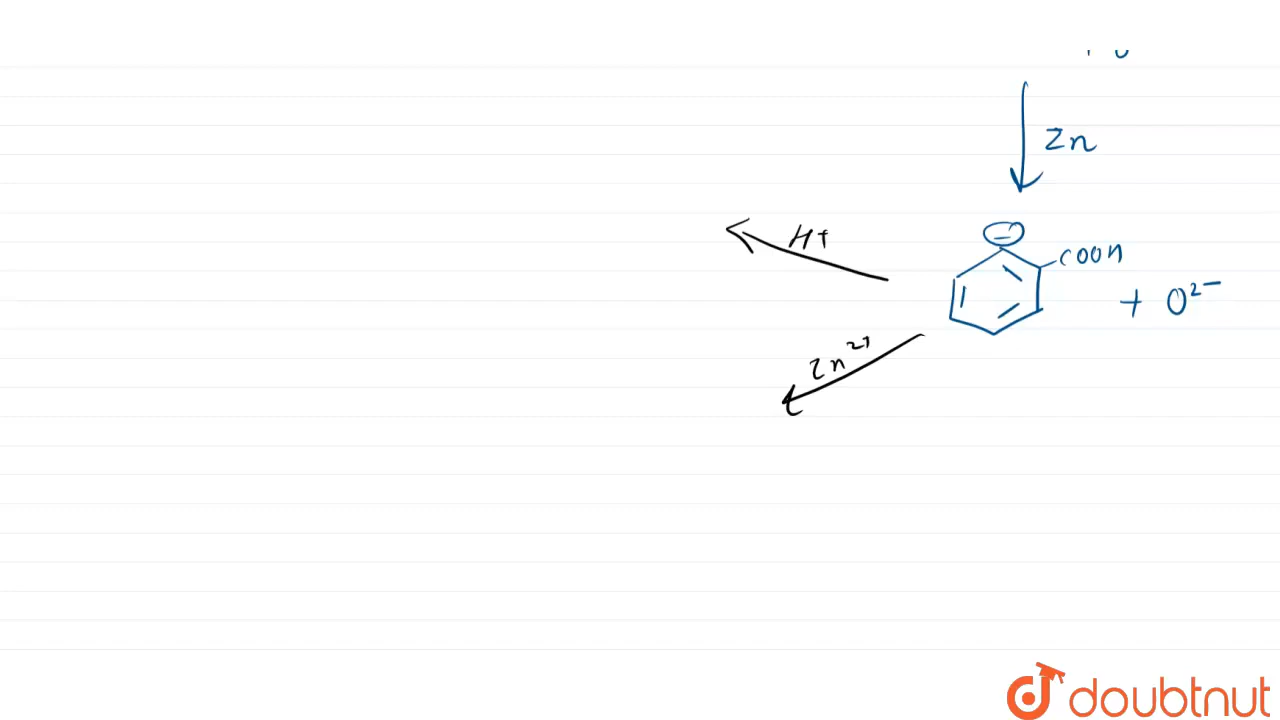 Zn
H+
COOH
+ O²⁻
Zn²⁺
doubtnut